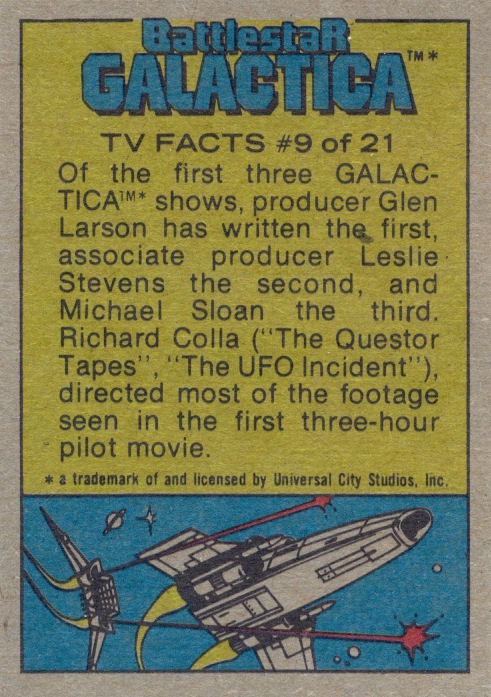 BattlestaR
GALACTICA™*
TV FACTS #9 of 21
Of the first three GALAC-
TICA™* shows, producer Glen
Larson has written the first,
associate producer Leslie
Stevens the second, and
Michael Sloan the third.
Richard Colla (“The Questor
Tapes”, “The UFO Incident”),
directed most of the footage
seen in the first three-hour
pilot movie.
* a trademark of and licensed by Universal City Studios, Inc.